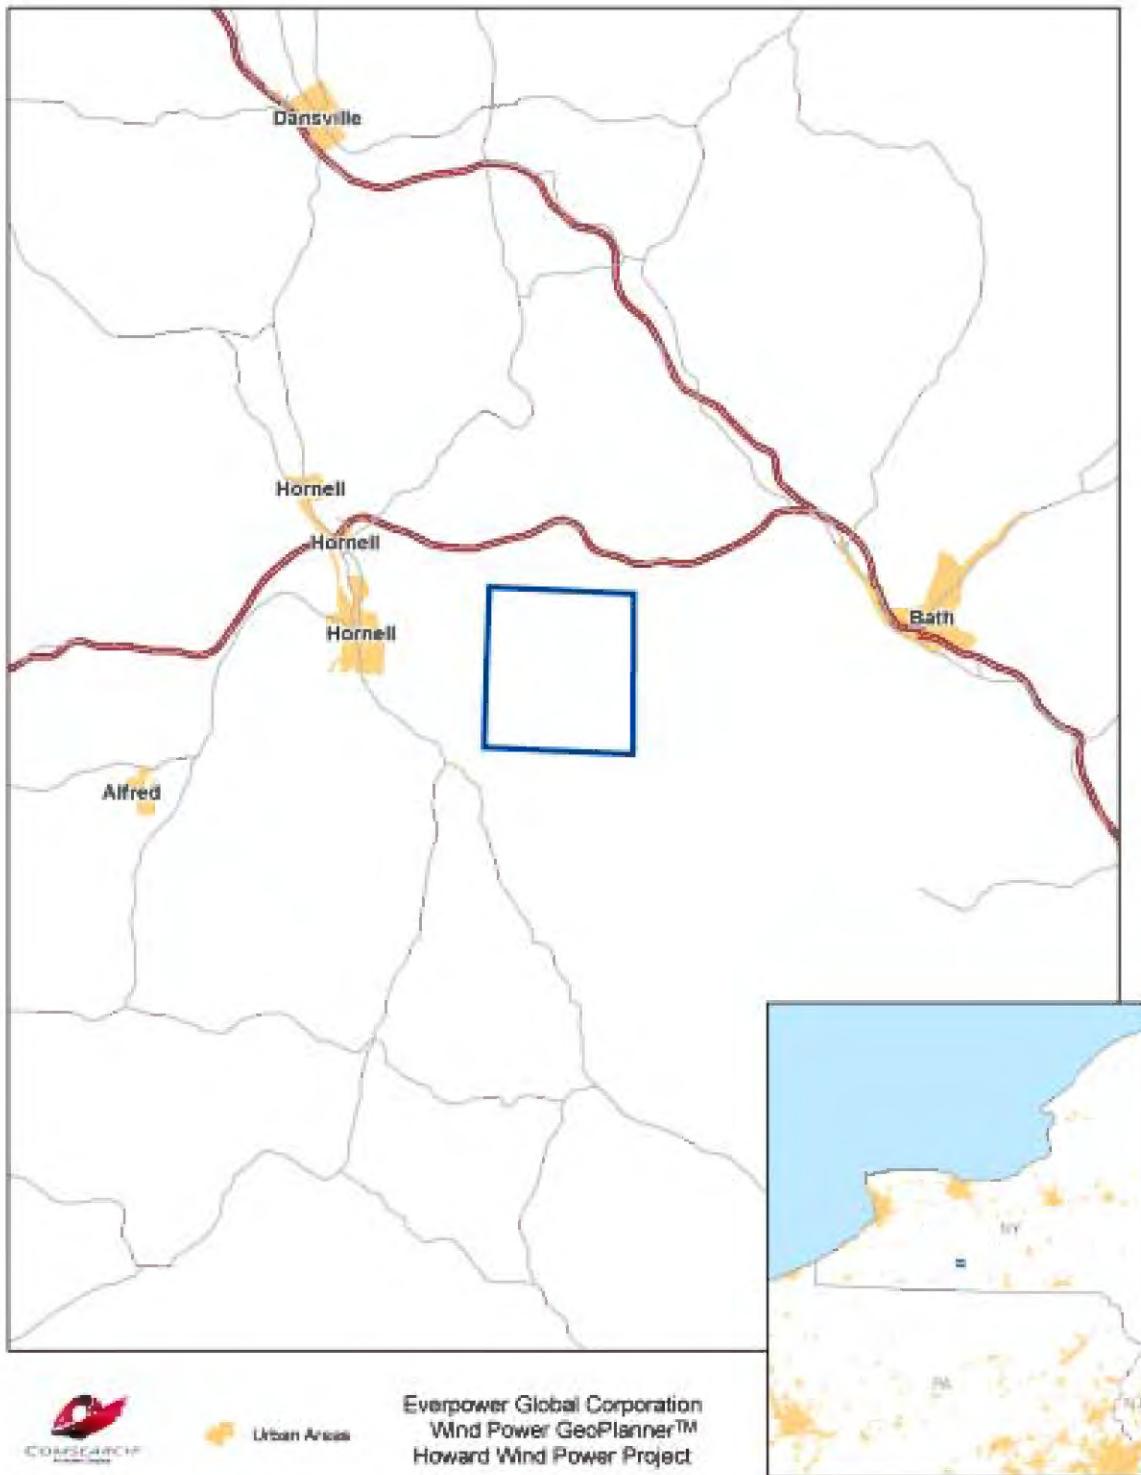 Dansville
Hornell
Hornell
Hornell
Bath
Alfred
NY
PA
COMSEARCH
Urban Areas
Everpower Global Corporation
Wind Power GeoPlanner™
Howard Wind Power Project